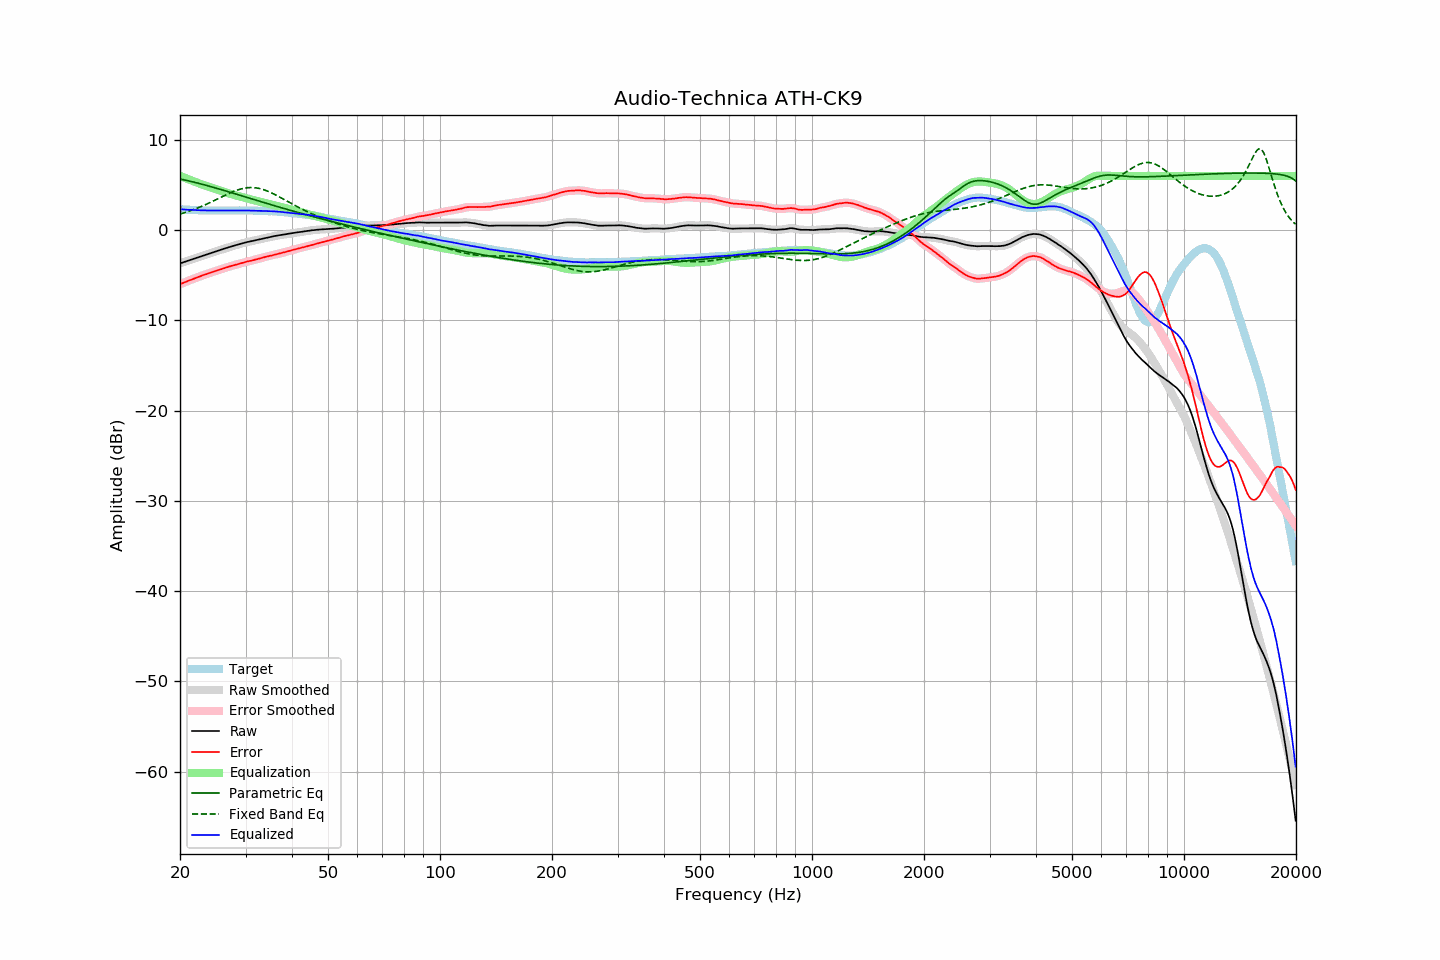 Audio-Technica ATH-CK9
Amplitude (dBr)
10
0
−10
−20
−30
−40
−50
−60
Target
Raw Smoothed
Error Smoothed
Raw
Error
Equalization
Parametric Eq
Fixed Band Eq
Equalized
20 50 100 200 500 1000 2000 5000 10000 20000
Frequency (Hz)